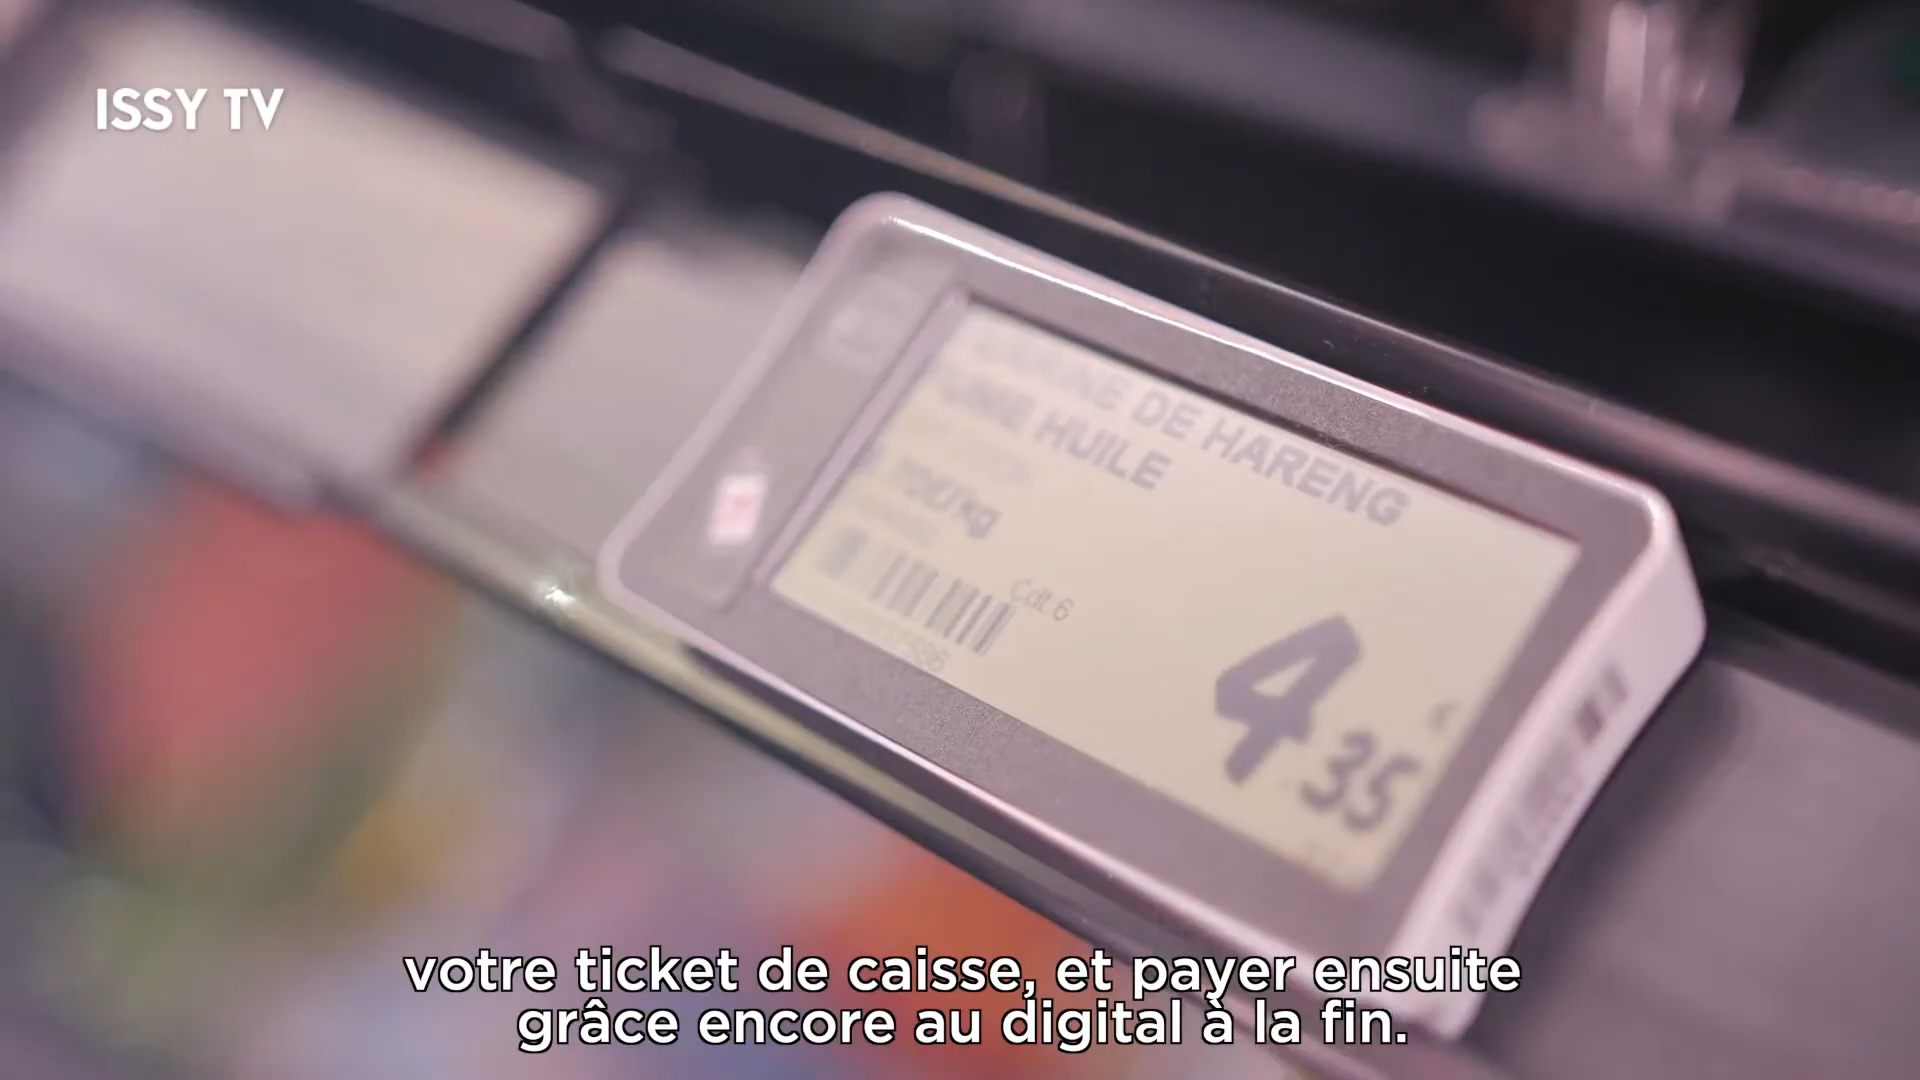 ISSY TV
DE HARENG
HUILE
Cdt 6
4
35
votre ticket de caisse, et payer ensuite
grâce encore au digital à la fin.